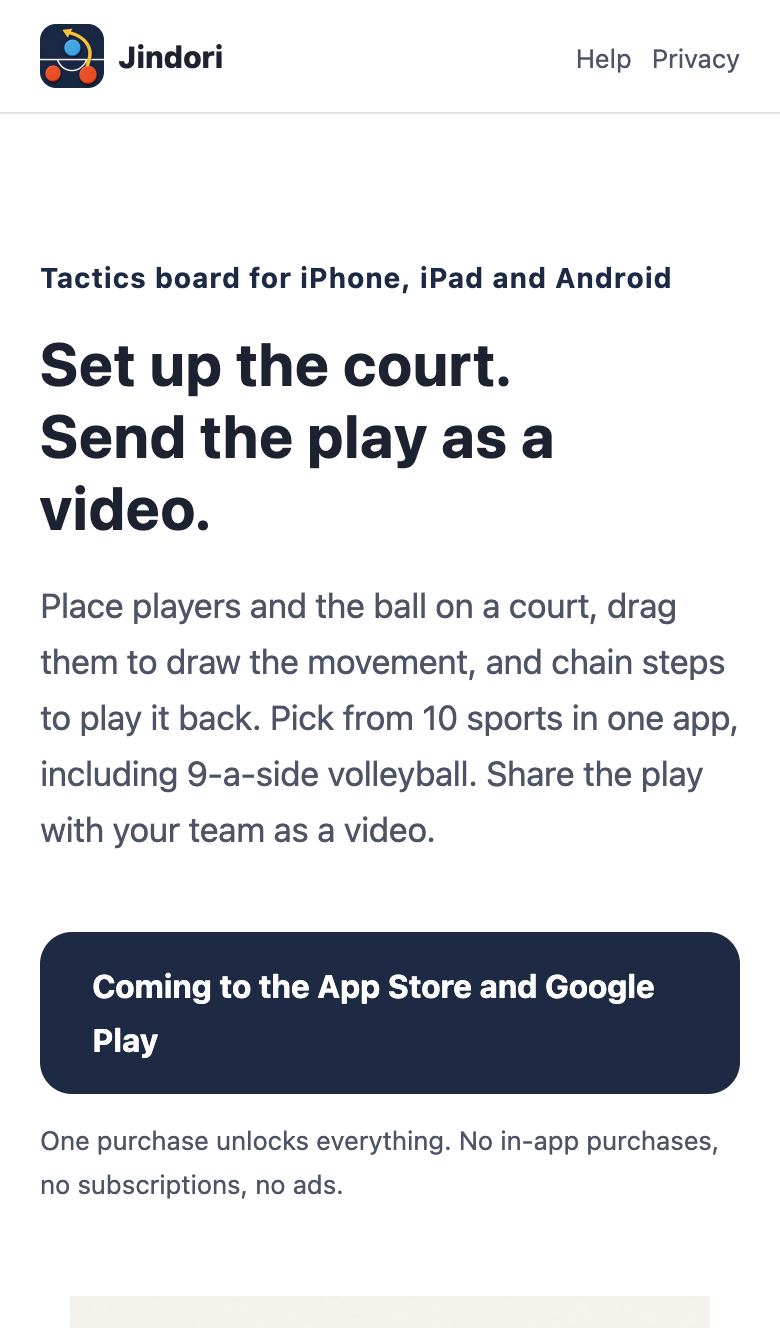 Jindori
Help Privacy
Tactics board for iPhone, iPad and Android
Set up the court.
Send the play as a
video.
Place players and the ball on a court, drag
them to draw the movement, and chain steps
to play it back. Pick from 10 sports in one app,
including 9-a-side volleyball. Share the play
with your team as a video.
Coming to the App Store and Google
Play
One purchase unlocks everything. No in-app purchases,
no subscriptions, no ads.